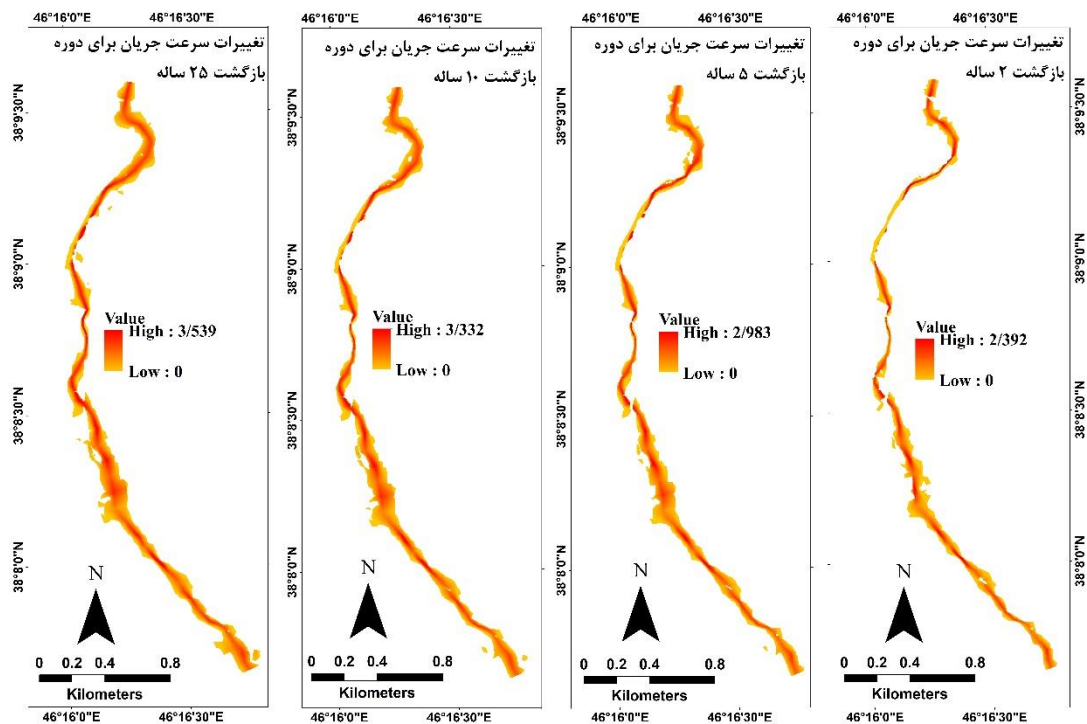 46°16'0"E 46°16'30"E
تغییرات سرعت جریان برای دوره
بازگشت ۲۵ ساله
38°9'30"N
38°9'0"N
38°8'30"N
38°8'0"N
Value
High : 3/539
Low : 0
N
0 0.2 0.4 0.8
Kilometers
46°16'0"E 46°16'30"E
46°16'0"E 46°16'30"E
تغییرات سرعت جریان برای دوره
بازگشت ۱۰ ساله
38°9'30"N
38°9'0"N
38°8'30"N
38°8'0"N
Value
High : 3/332
Low : 0
N
0 0.2 0.4 0.8
Kilometers
46°16'0"E 46°16'30"E
46°16'0"E 46°16'30"E
تغییرات سرعت جریان برای دوره
بازگشت ۵ ساله
38°9'30"N
38°9'0"N
38°8'30"N
38°8'0"N
Value
High : 2/983
Low : 0
N
0 0.2 0.4 0.8
Kilometers
46°16'0"E 46°16'30"E
46°16'0"E 46°16'30"E
تغییرات سرعت جریان برای دوره
بازگشت ۲ ساله
38°9'30"N
38°9'0"N
38°8'30"N
38°8'0"N
Value
High : 2/392
Low : 0
N
0 0.2 0.4 0.8
Kilometers
46°16'0"E 46°16'30"E